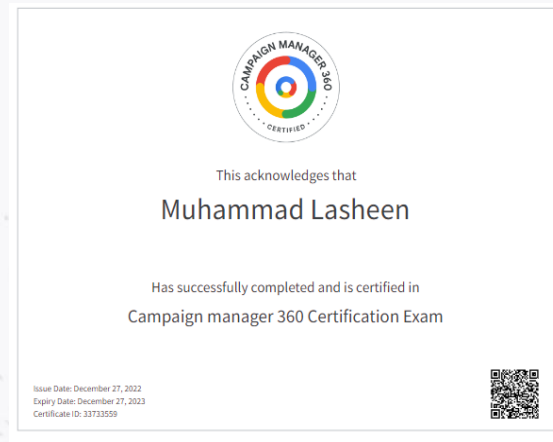 CAMPAIGN MANAGER 360
CERTIFIED
This acknowledges that
Muhammad Lasheen
Has successfully completed and is certified in
Campaign manager 360 Certification Exam
Issue Date: December 27, 2022
Expiry Date: December 27, 2023
Certificate ID: 33733559